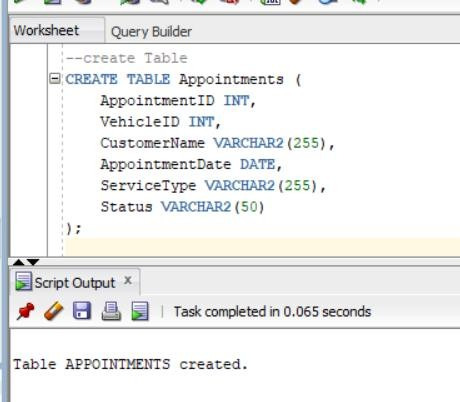 Worksheet Query Builder
--create Table
CREATE TABLE Appointments (
AppointmentID INT,
VehicleID INT,
CustomerName VARCHAR2(255),
AppointmentDate DATE,
ServiceType VARCHAR2(255),
Status VARCHAR2(50)
);
Script Output x
Task completed in 0.065 seconds
Table APPOINTMENTS created.